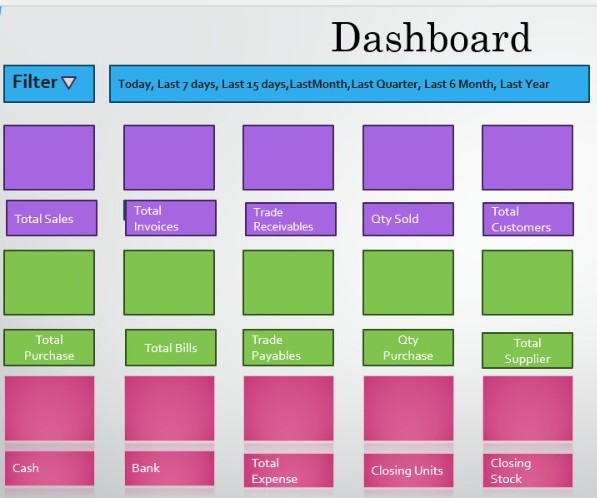 Dashboard
Filter
Today, Last 7 days, Last 15 days,LastMonth,Last Quarter, Last 6 Month, Last Year
Total Sales
Total
Invoices
Trade
Receivables
Qty Sold
Total
Customers
Total
Purchase
Total Bills
Trade
Payables
Qty
Purchase
Total
Supplier
Cash
Bank
Total
Expense
Closing Units
Closing
Stock